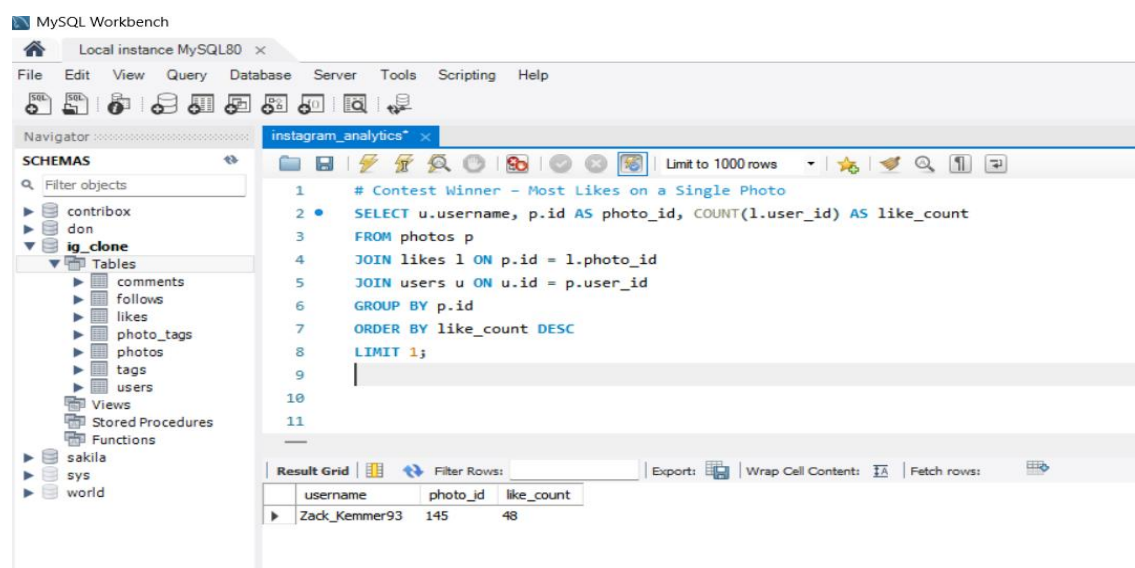 MySQL Workbench
Local instance MySQL80 ×
File Edit View Query Database Server Tools Scripting Help
Navigator
SCHEMAS
Filter objects
contribox
don
ig_clone
Tables
comments
follows
likes
photo_tags
photos
tags
users
Views
Stored Procedures
Functions
sakila
sys
world
instagram_analytics* ×
Limit to 1000 rows
1 # Contest Winner – Most Likes on a Single Photo
2 SELECT u.username, p.id AS photo_id, COUNT(l.user_id) AS like_count
3 FROM photos p
4 JOIN likes l ON p.id = l.photo_id
5 JOIN users u ON u.id = p.user_id
6 GROUP BY p.id
7 ORDER BY like_count DESC
8 LIMIT 1;
9
10
11
Result Grid Filter Rows: Export: Wrap Cell Content: IA Fetch rows:
username photo_id like_count
Zack_Kemmer93 145 48